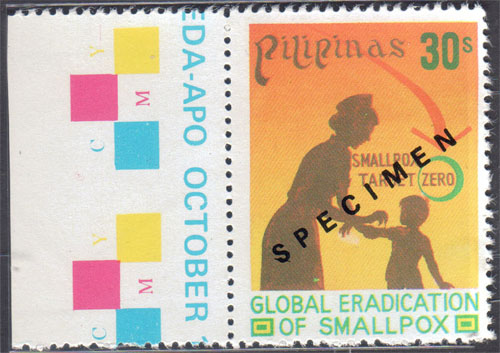 Y
M
C
Y
M
C
EDA-APO OCTOBER
Pilipinas 30s
SMALLPOX
TARGET ZERO
SPECIMEN
GLOBAL ERADICATION
OF SMALLPOX